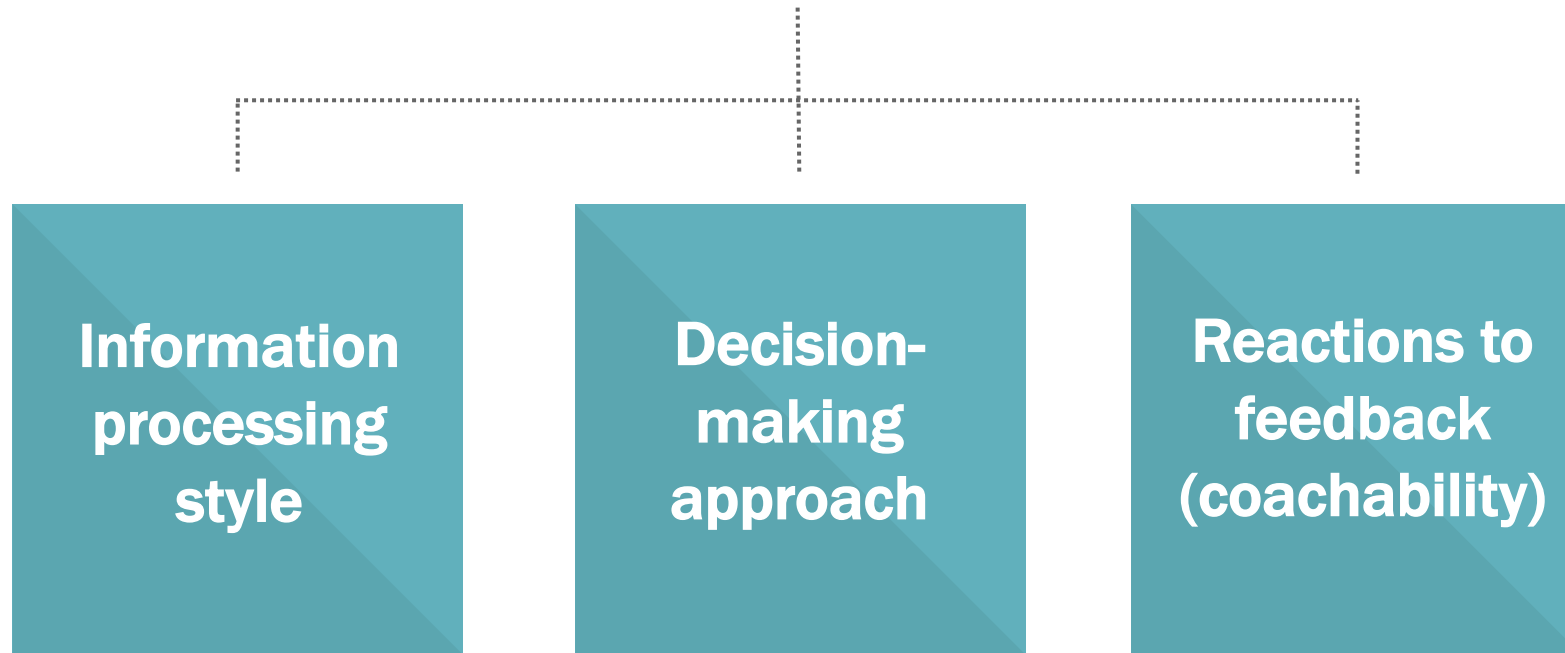 Information
processing
style
Decision-
making
approach
Reactions to
feedback
(coachability)